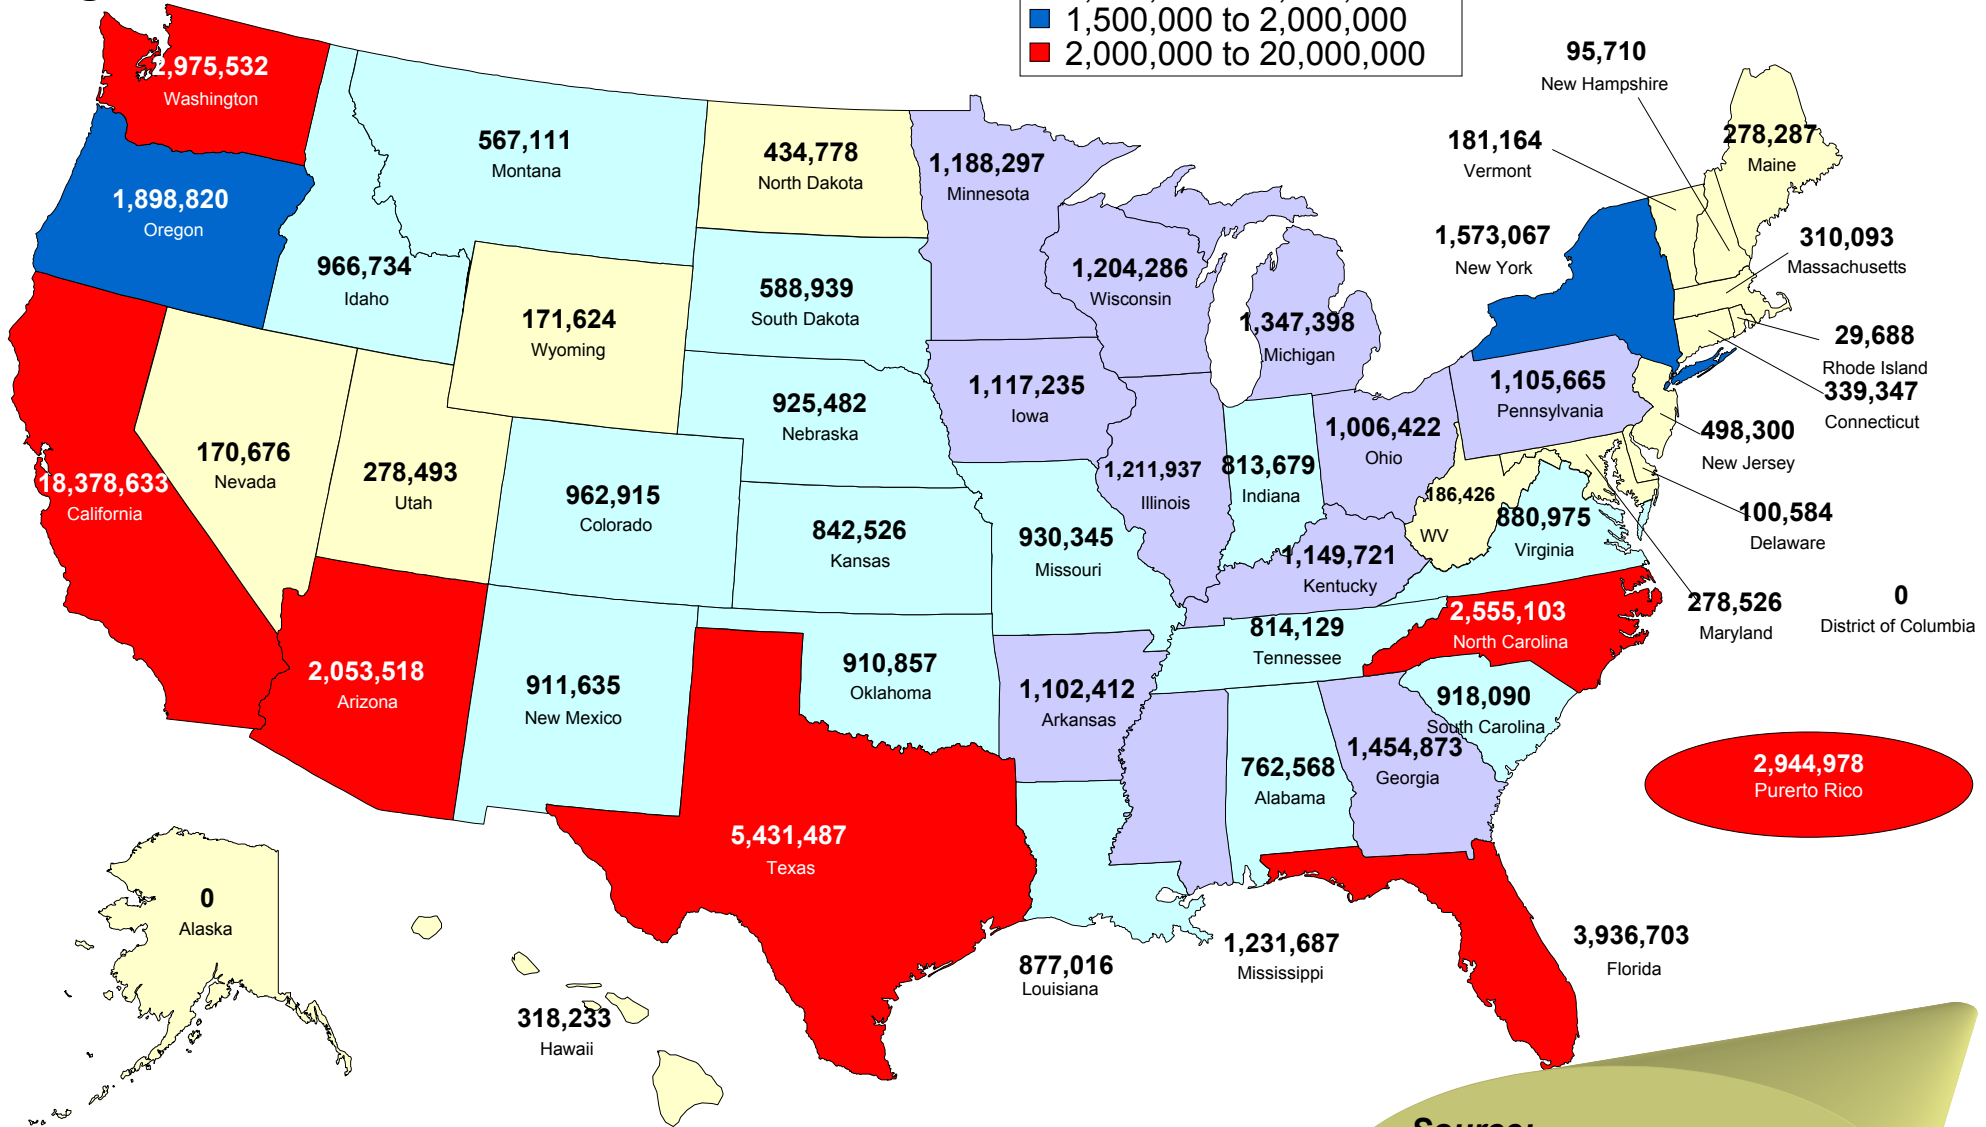 1,500,000 to 2,000,000
2,000,000 to 20,000,000
2,975,532
Washington
1,898,820
Oregon
18,378,633
California
170,676
Nevada
966,734
Idaho
567,111
Montana
171,624
Wyoming
278,493
Utah
2,053,518
Arizona
962,915
Colorado
911,635
New Mexico
434,778
North Dakota
588,939
South Dakota
925,482
Nebraska
842,526
Kansas
910,857
Oklahoma
5,431,487
Texas
1,188,297
Minnesota
1,117,235
Iowa
930,345
Missouri
1,102,412
Arkansas
877,016
Louisiana
1,204,286
Wisconsin
1,211,937
Illinois
1,347,398
Michigan
813,679
Indiana
1,006,422
Ohio
1,149,721
Kentucky
814,129
Tennessee
1,231,687
Mississippi
762,568
Alabama
1,454,873
Georgia
3,936,703
Florida
918,090
South Carolina
2,555,103
North Carolina
880,975
Virginia
186,426
WV
1,105,665
Pennsylvania
1,573,067
New York
181,164
Vermont
95,710
New Hampshire
278,287
Maine
310,093
Massachusetts
29,688
Rhode Island
339,347
Connecticut
498,300
New Jersey
100,584
Delaware
278,526
Maryland
0
District of Columbia
2,944,978
Purerto Rico
0
Alaska
318,233
Hawaii
Source: